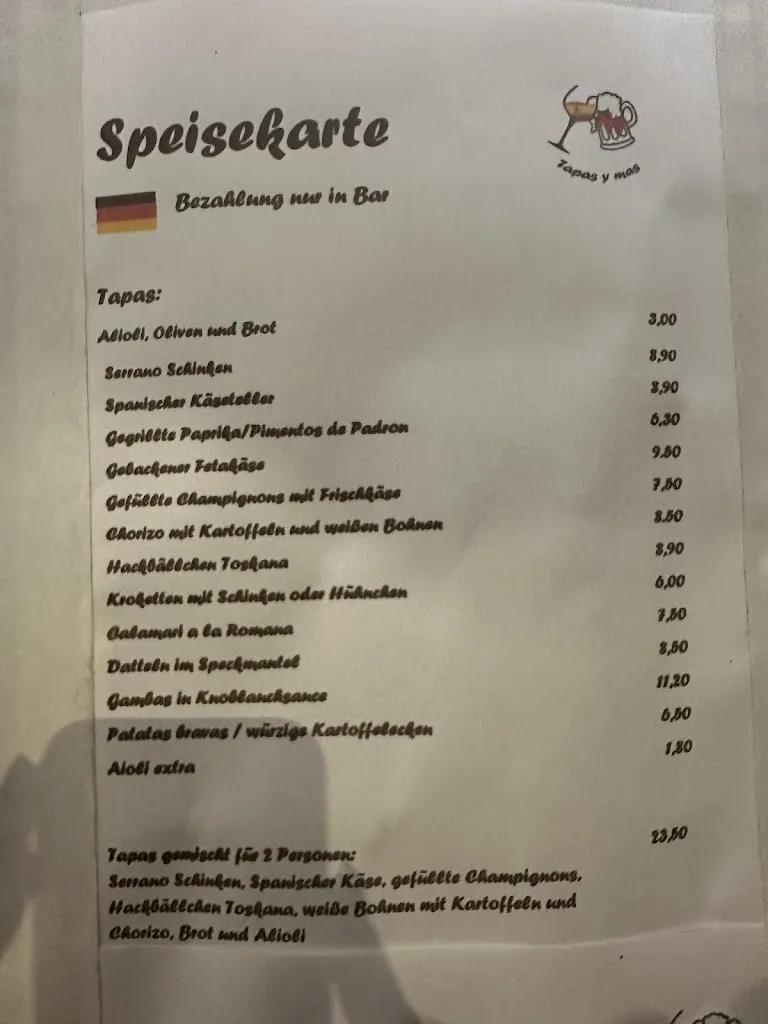 Speisekarte
Tapas y mas
Bezahlung nur in Bar
Tapas:
Alioli, Oliven und Brot 3,00
Serrano Schinken 8,90
Spanischer Käseteller 8,90
Gegrillte Paprika/Pimentos de Padron 6,80
Gebackener Fetakäse 9.50
Gefüllte Champignons mit Frischkäse 7,50
Chorizo mit Kartoffeln und weißen Bohnen 8.50
Hackbällchen Toskana 8,90
Kroketten mit Schinken oder Hühnchen 6,00
Calamari a la Romana 7,50
Datteln im Speckmantel 8,50
Gambas in Knoblauchsauce 11,20
Patatas bravas / würzige Kartoffelecken 6,50
Aioli extra 1,80
Tapas gemischt für 2 Personen: 23,50
Serrano Schinken, Spanischer Käse, gefüllte Champignons,
Hackbällchen Toskana, weiße Bohnen mit Kartoffeln und
Chorizo, Brot und Alioli